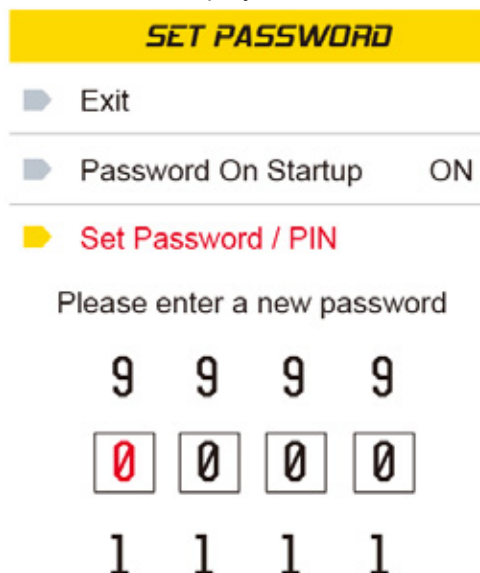 SET PASSWORD
Exit
Password On Startup ON
Set Password / PIN
Please enter a new password
9 9 9 9
0 0 0 0
1 1 1 1